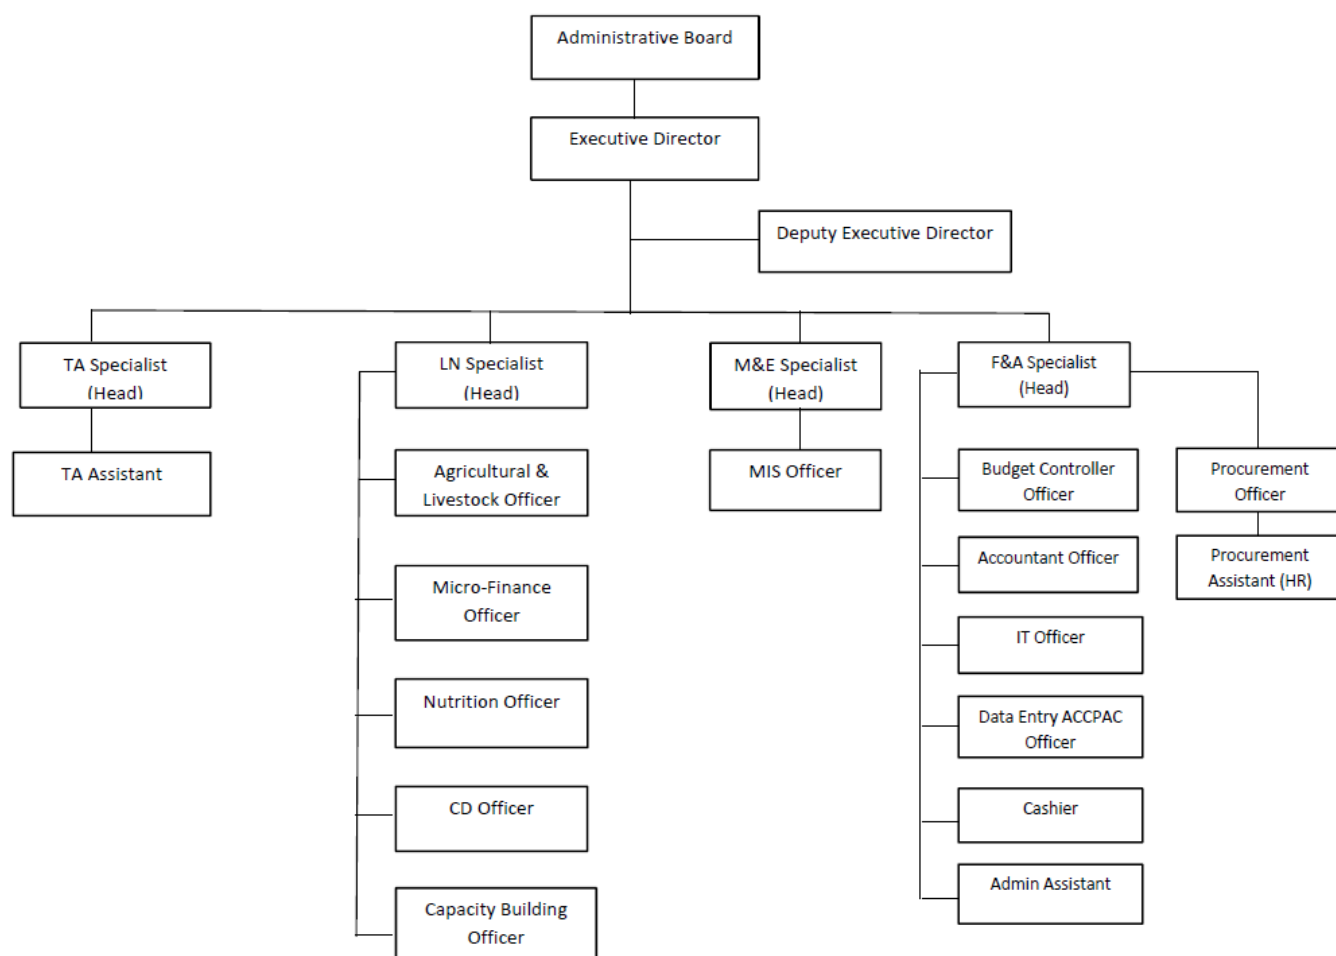 Administrative Board
Executive Director
Deputy Executive Director
TA Specialist
(Head)
LN Specialist
(Head)
M&E Specialist
(Head)
F&A Specialist
(Head)
TA Assistant
Agricultural &
Livestock Officer
MIS Officer
Budget Controller
Officer
Procurement
Officer
Micro-Finance
Officer
Accountant Officer
Procurement
Assistant (HR)
IT Officer
Nutrition Officer
Data Entry ACCPAC
Officer
CD Officer
Cashier
Capacity Building
Officer
Admin Assistant